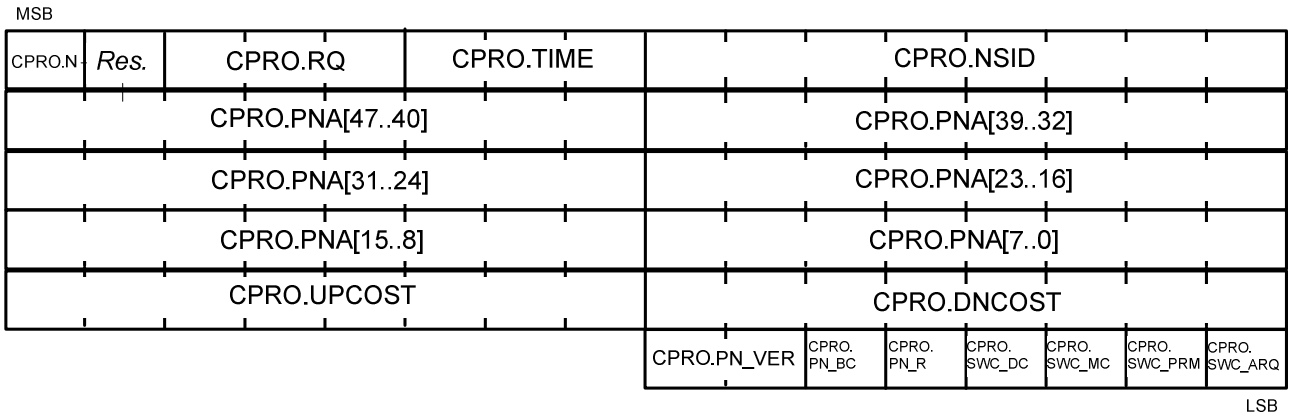 MSB
CPRO.N Res. CPRO.RQ CPRO.TIME CPRO.NSID
CPRO.PNA[47..40] CPRO.PNA[39..32]
CPRO.PNA[31..24] CPRO.PNA[23..16]
CPRO.PNA[15..8] CPRO.PNA[7..0]
CPRO.UPCOST CPRO.DNCOST
CPRO.PN_VER CPRO. CPRO. CPRO. CPRO. CPRO. CPRO.
PN_BC PN_R SWC_DC SWC_MC SWC_PRM SWC_ARQ
LSB